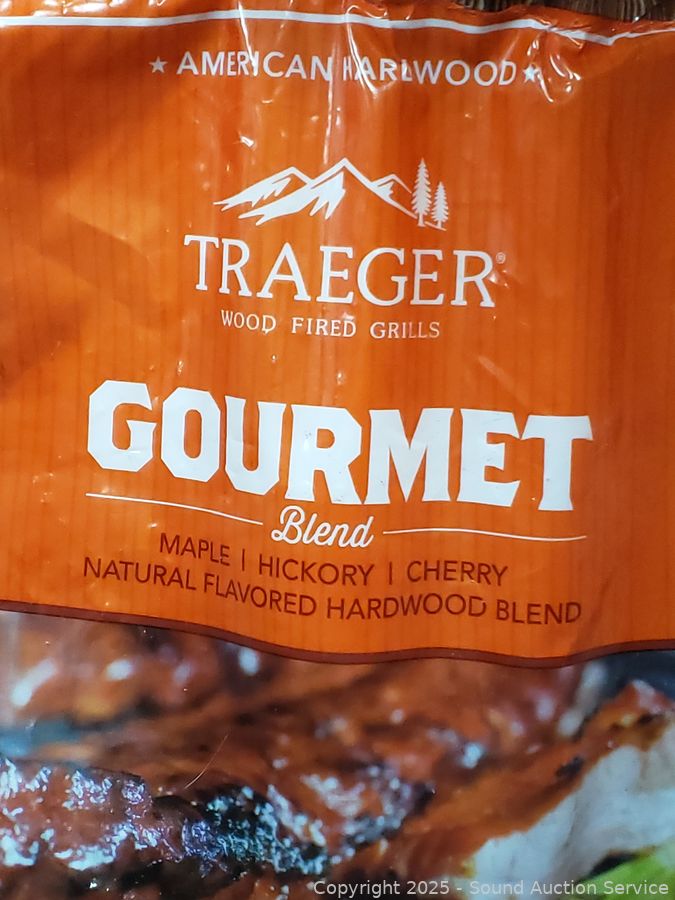 ★ AMERICAN HARDWOOD ★
TRAEGER®
WOOD FIRED GRILLS
GOURMET
Blend
MAPLE | HICKORY | CHERRY
NATURAL FLAVORED HARDWOOD BLEND
Copyright 2025 - Sound Auction Service